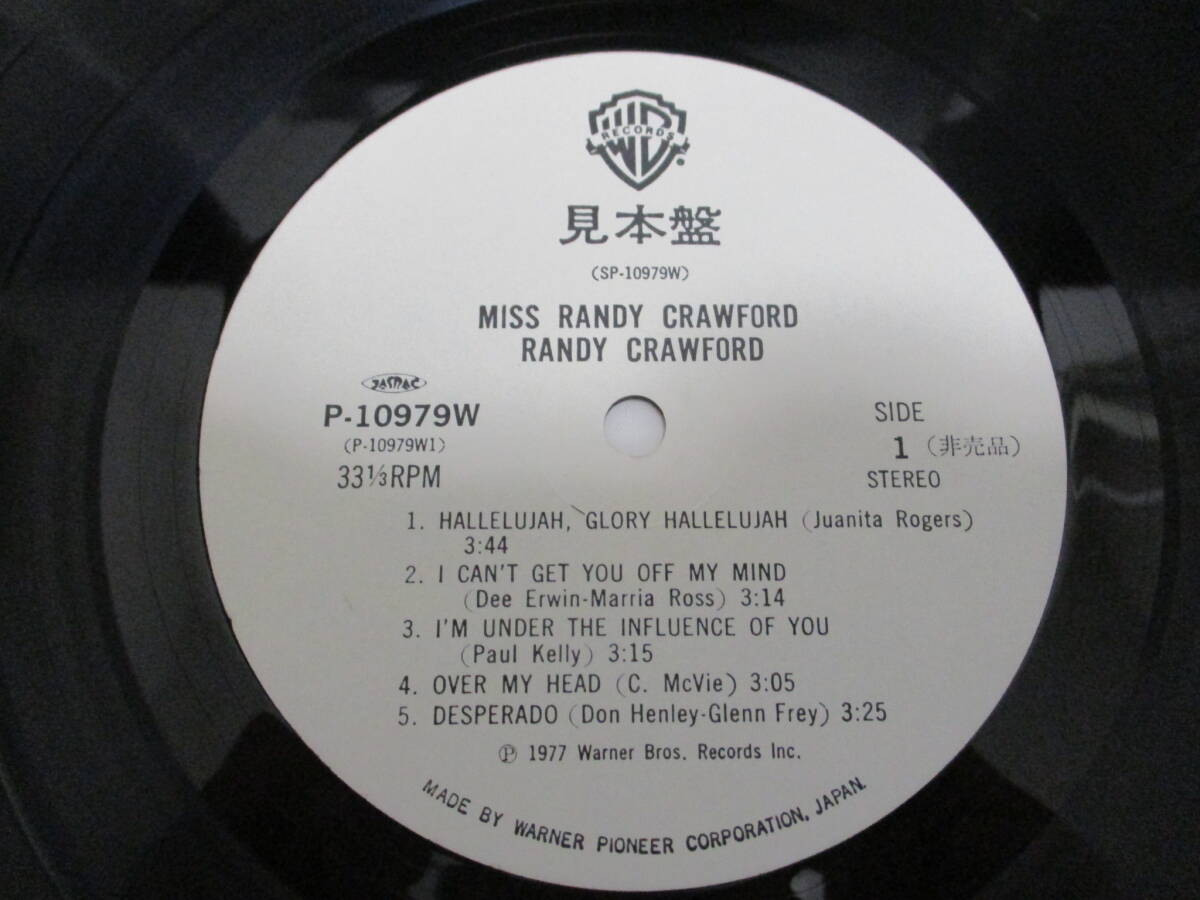 WB
RECORDS
見本盤
(SP-10979W)
MISS RANDY CRAWFORD
RANDY CRAWFORD
JASRAC
P-10979W
(P-10979W1)
33⅓RPM
SIDE
1 (非売品)
STEREO
1. HALLELUJAH, GLORY HALLELUJAH (Juanita Rogers)
3:44
2. I CAN'T GET YOU OFF MY MIND
(Dee Erwin-Marria Ross) 3:14
3. I'M UNDER THE INFLUENCE OF YOU
(Paul Kelly) 3:15
4. OVER MY HEAD (C. McVie) 3:05
5. DESPERADO (Don Henley-Glenn Frey) 3:25
Ⓟ 1977 Warner Bros. Records Inc.
MADE BY WARNER PIONEER CORPORATION, JAPAN.